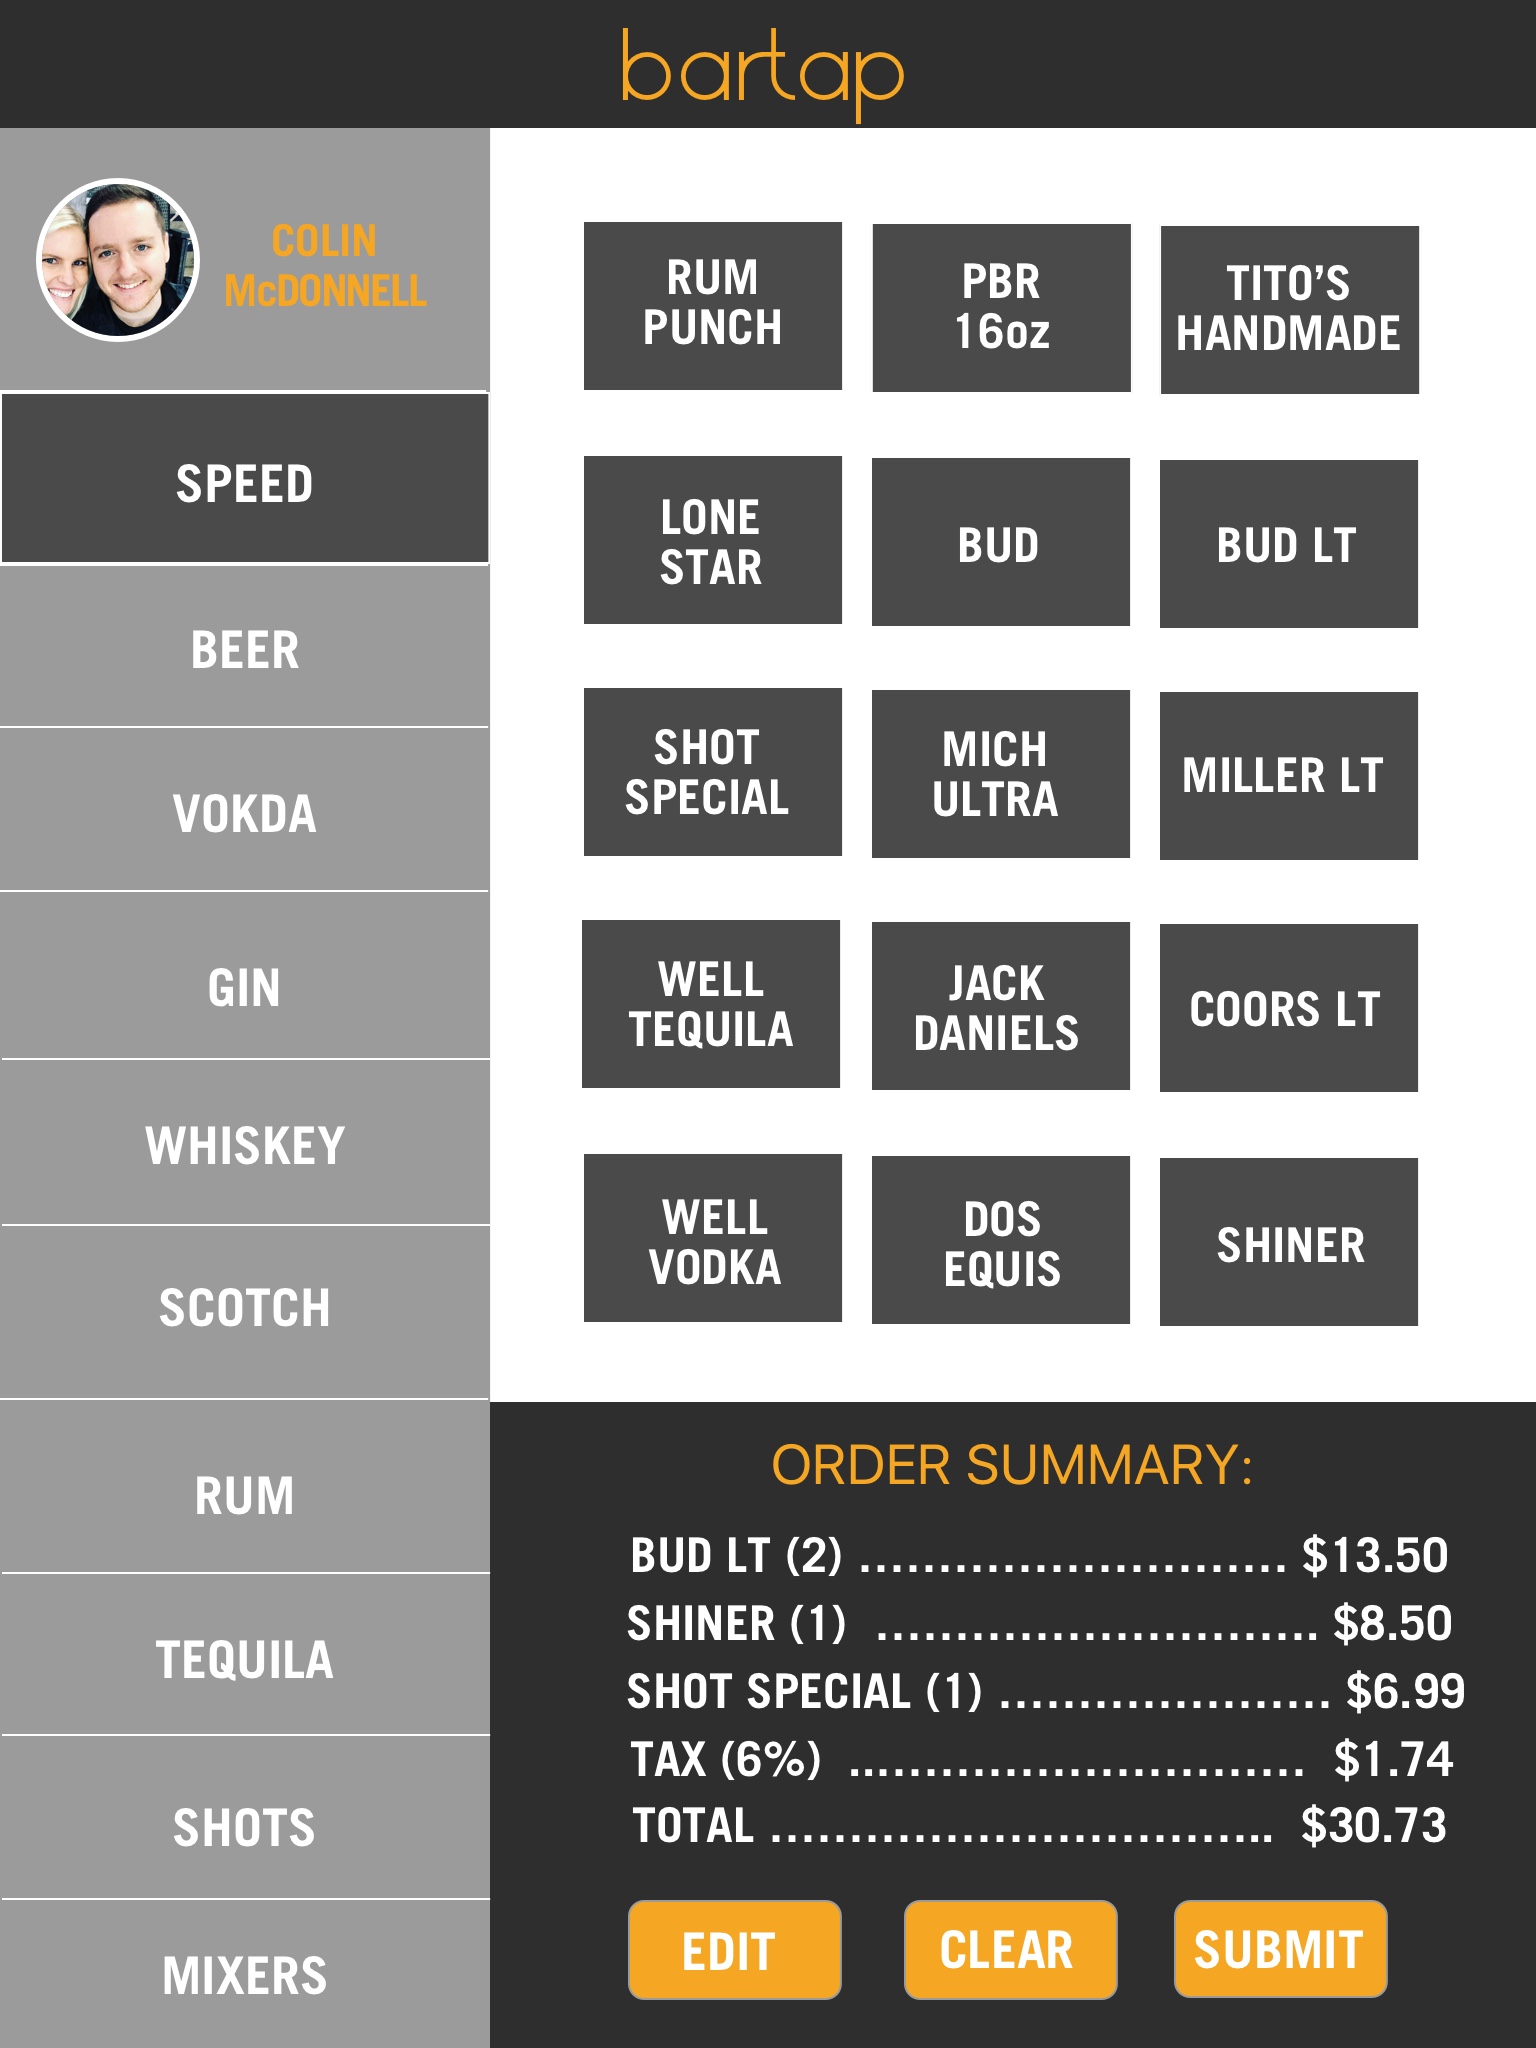 bartap
COLIN
McDONNELL
SPEED
BEER
VOKDA
GIN
WHISKEY
SCOTCH
RUM
TEQUILA
SHOTS
MIXERS
RUM
PUNCH
PBR
16oz
TITO'S
HANDMADE
LONE
STAR
BUD
BUD LT
SHOT
SPECIAL
MICH
ULTRA
MILLER LT
WELL
TEQUILA
JACK
DANIELS
COORS LT
WELL
VODKA
DOS
EQUIS
SHINER
ORDER SUMMARY:
BUD LT (2) ........................... $13.50
SHINER (1) ............................ $8.50
SHOT SPECIAL (1) ..................... $6.99
TAX (6%) ............................. $1.74
TOTAL ................................ $30.73
EDIT
CLEAR
SUBMIT